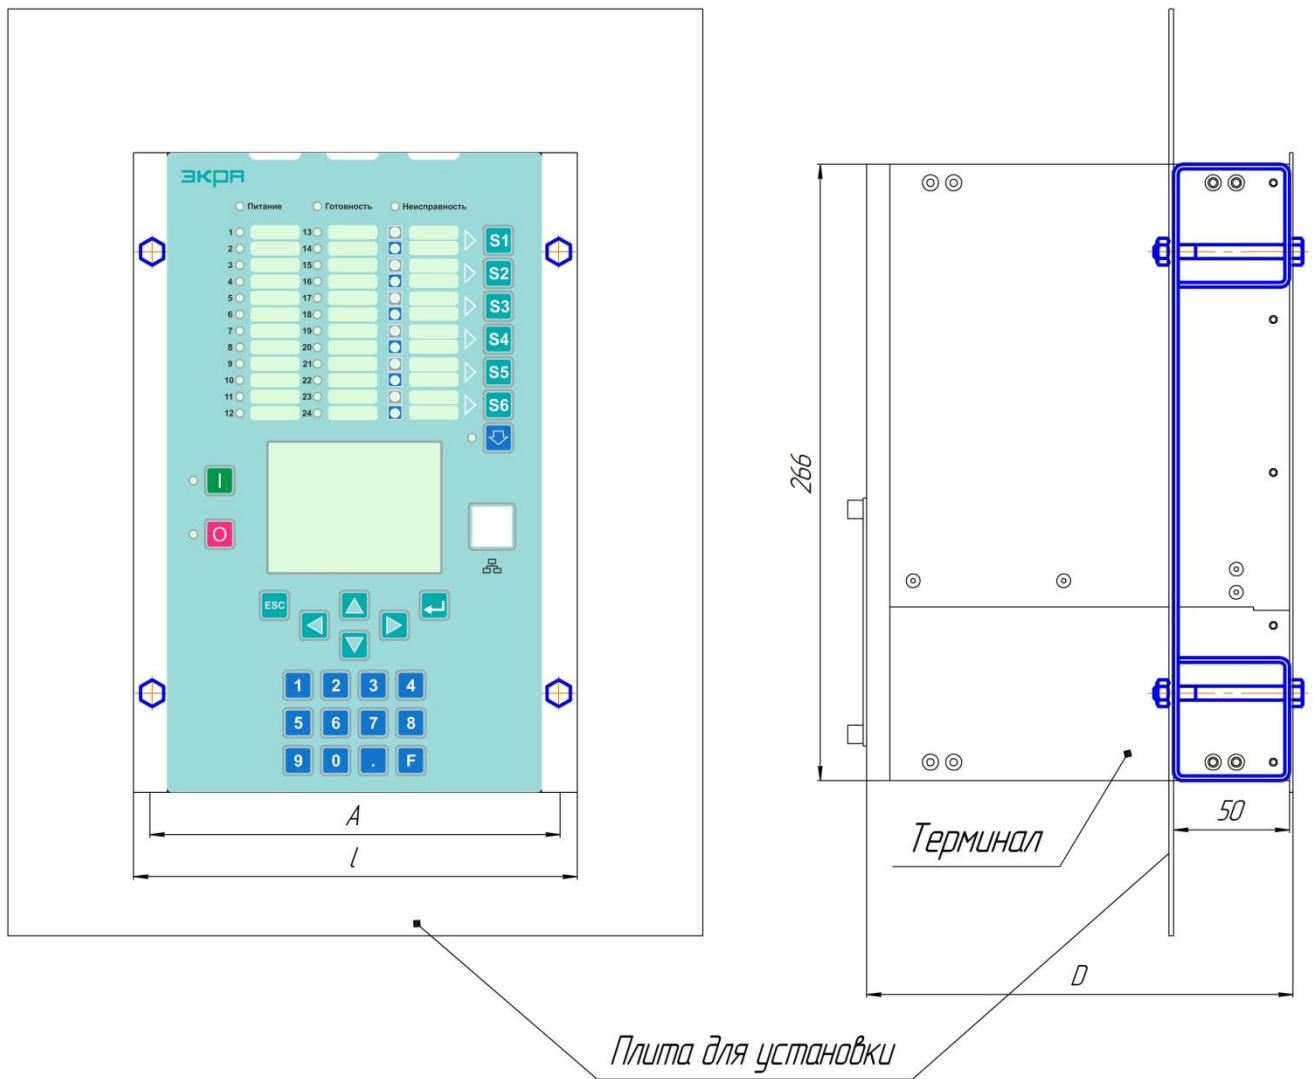 ЭКРА
Питание Готовность Неисправность
1 13 S1
2 14
3 15 S2
4 16
5 17 S3
6 18
7 19 S4
8 20
9 21 S5
10 22
11 23 S6
12 24
I
O
ESC
1 2 3 4
5 6 7 8
9 0 . F
A
l
266
50
Терминал
D
Плита для установки